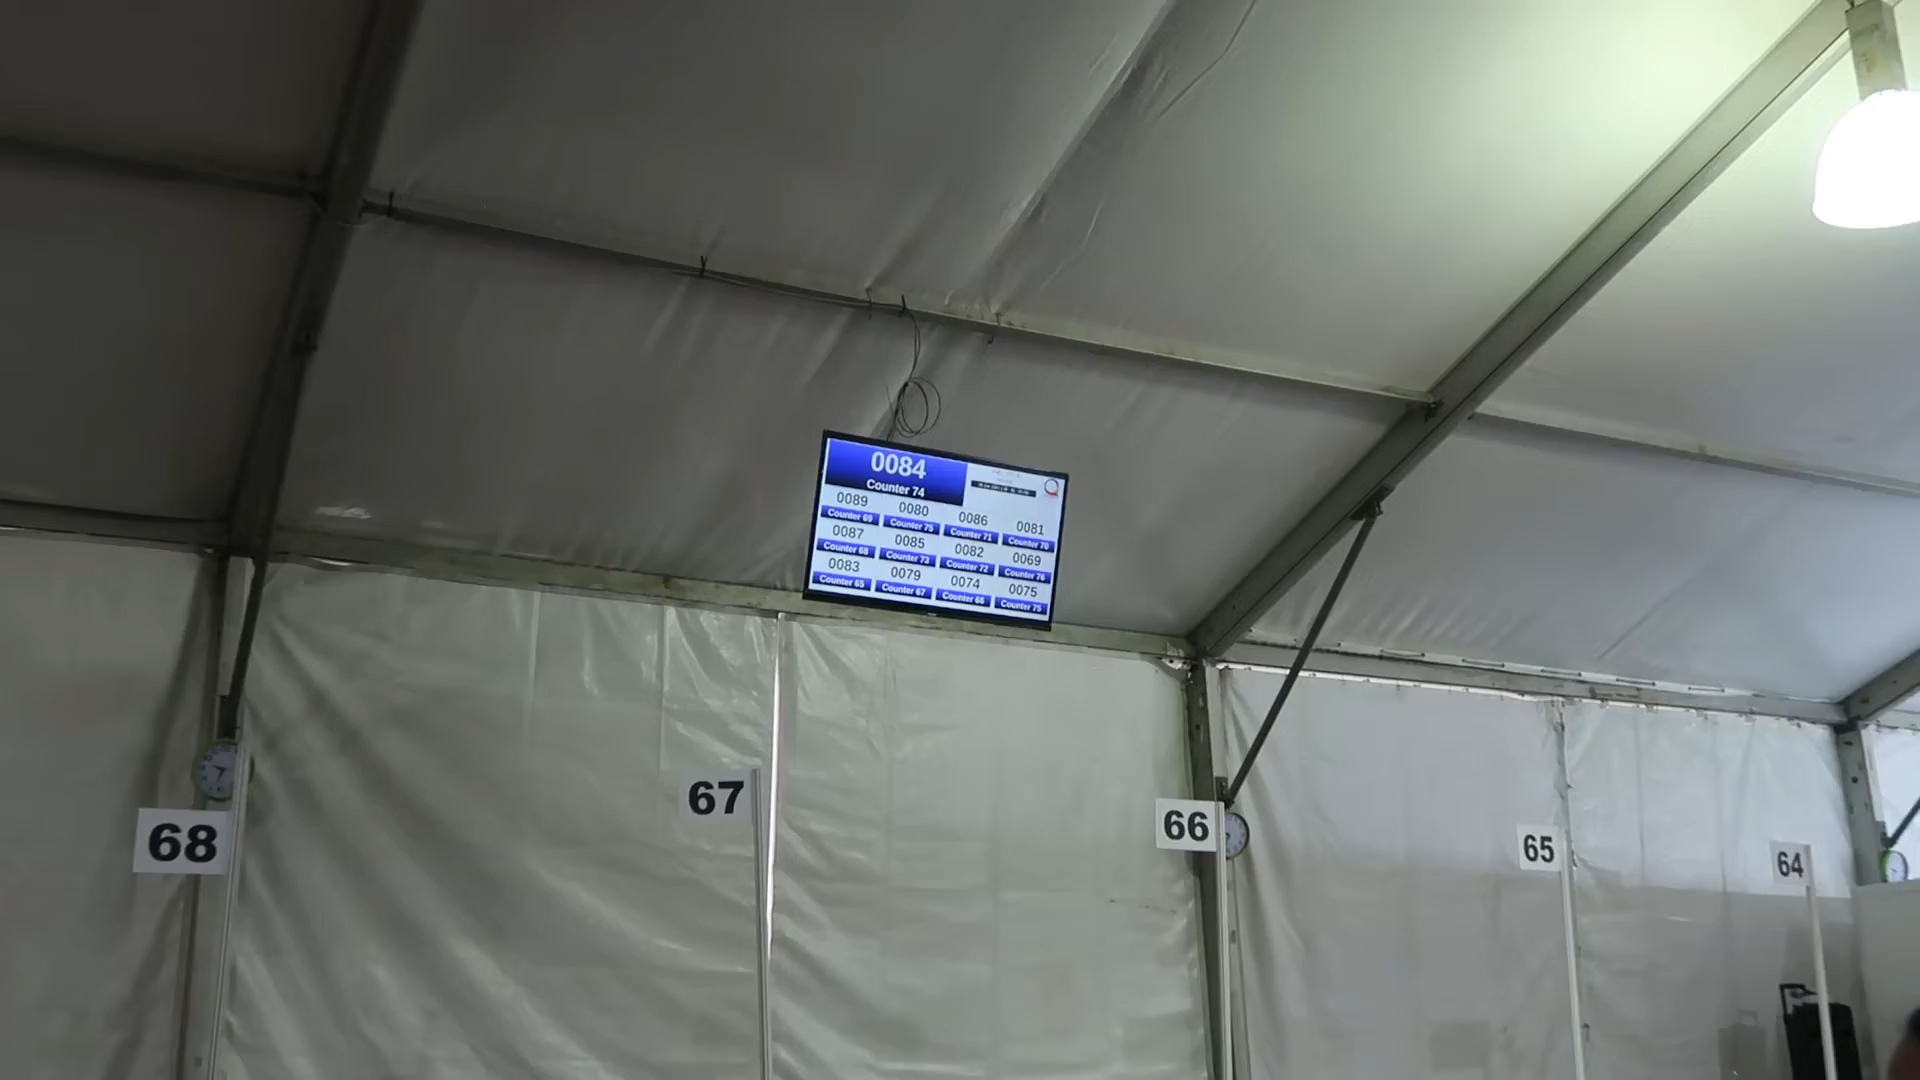 0084
Counter 74
0089 0080 0086 0081
Counter 69 Counter 75 Counter 71 Counter 70
0087 0085 0082 0069
Counter 68 Counter 73 Counter 72 Counter 76
0083 0079 0074 0075
Counter 65 Counter 67 Counter 66 Counter 75
68
67
66
65
64